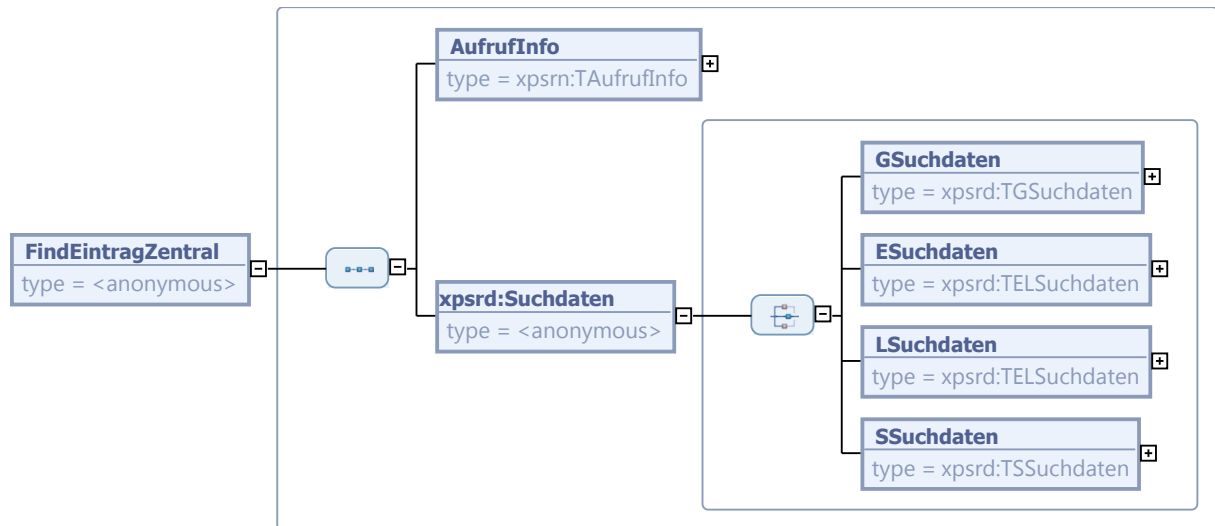 AufrufInfo
type = xpsrn:TAufrufInfo
GSuchdaten
type = xpsrd:TGSuchdaten
FindEintragZentral
type = <anonymous>
ESuchdaten
type = xpsrd:TELSuchdaten
xpsrd:Suchdaten
type = <anonymous>
LSuchdaten
type = xpsrd:TELSuchdaten
SSuchdaten
type = xpsrd:TSSuchdaten